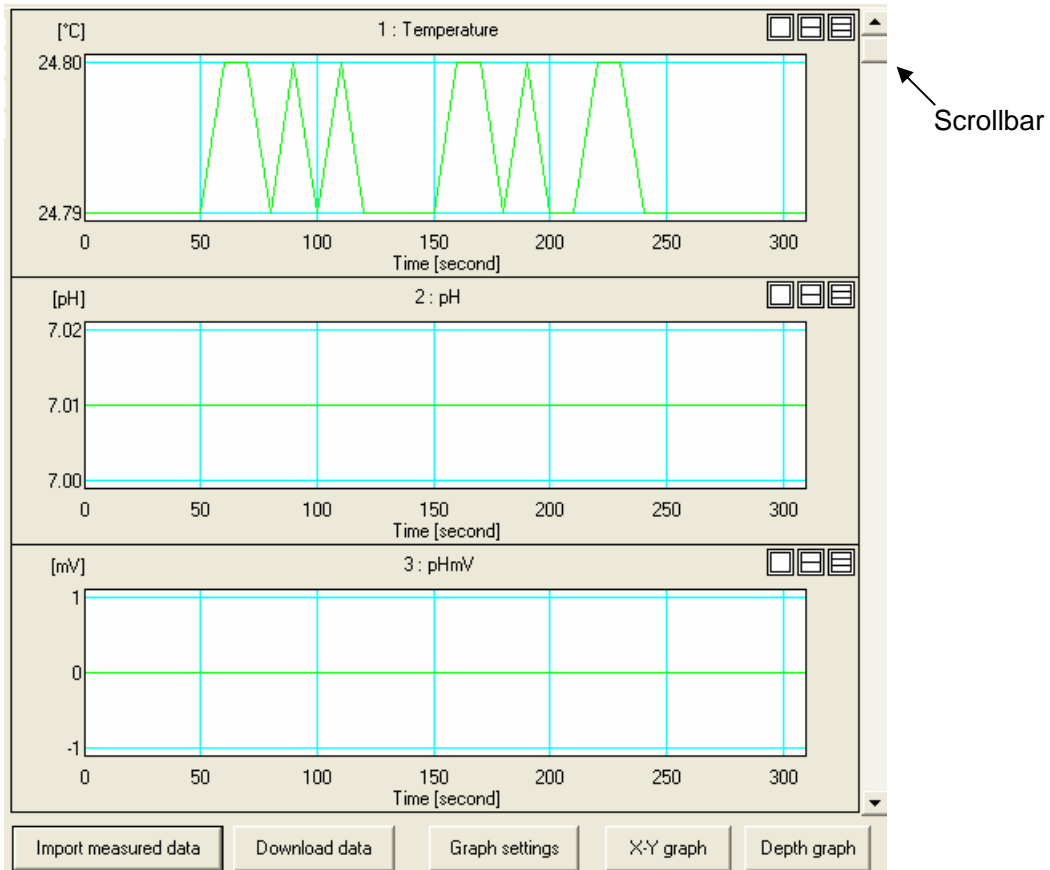 [°C]
1 : Temperature
24.80
24.79
0 50 100 150 200 250 300
Time [second]
Scrollbar
[pH]
2 : pH
7.02
7.01
7.00
0 50 100 150 200 250 300
Time [second]
[mV]
3 : pHmV
1
0
-1
0 50 100 150 200 250 300
Time [second]
Import measured data Download data Graph settings X-Y graph Depth graph